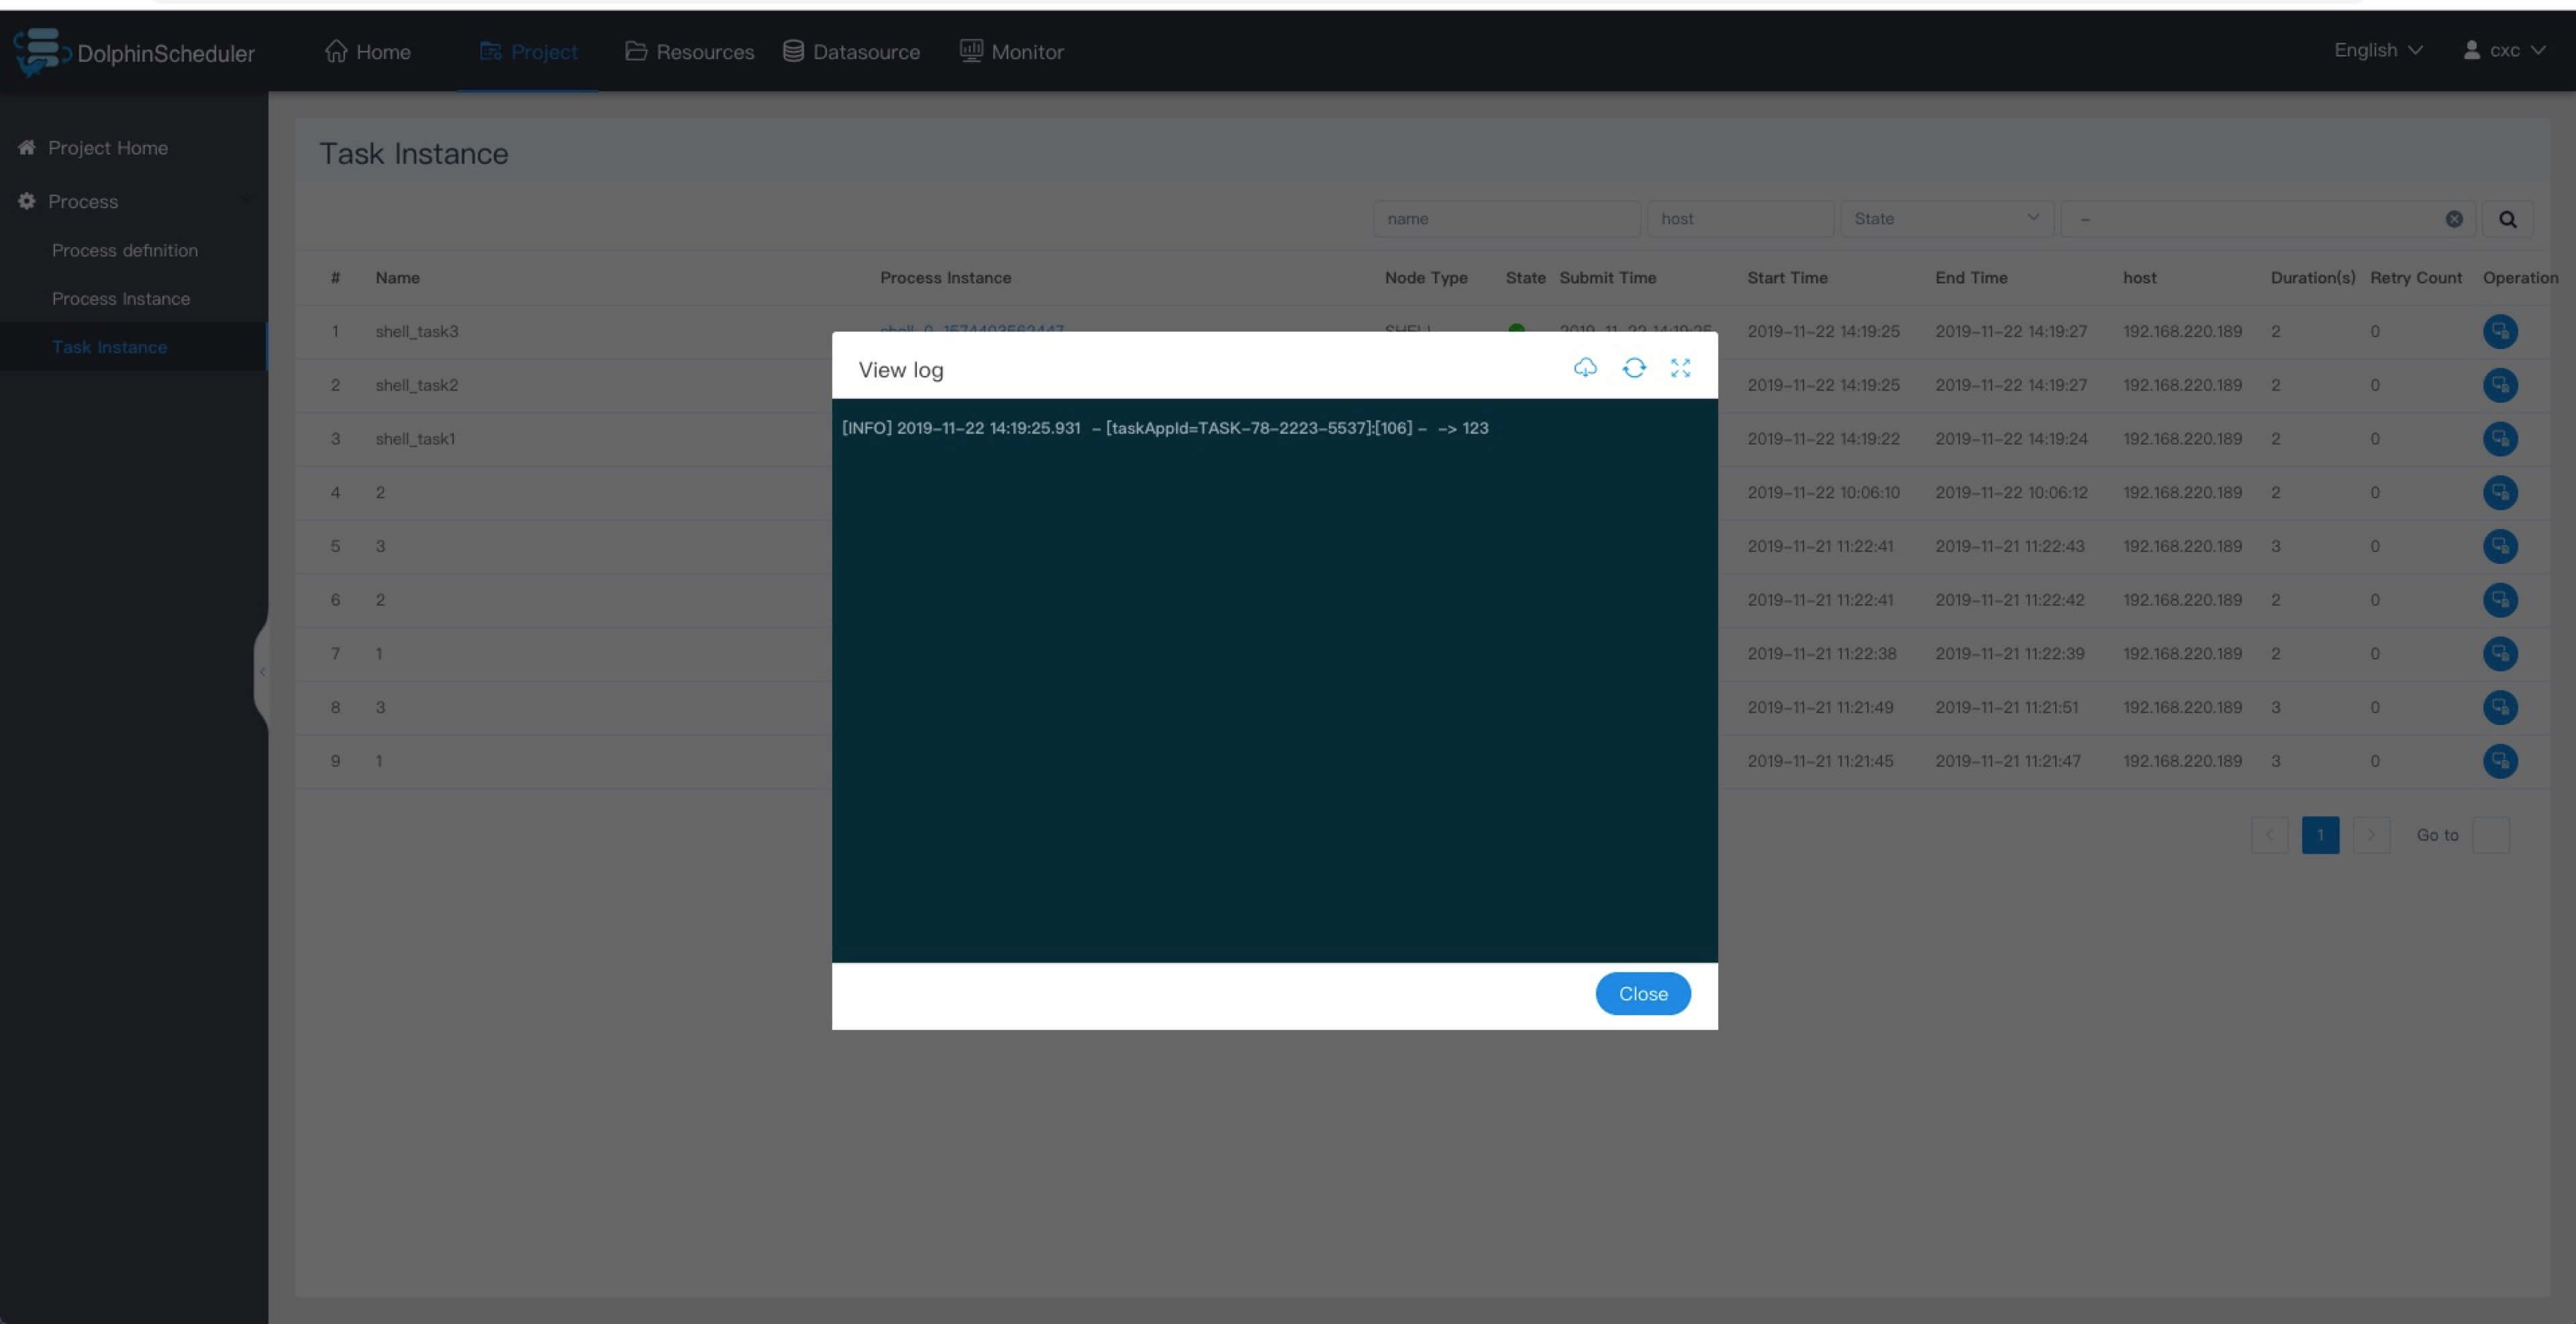 DolphinScheduler Home Project Resources Datasource Monitor English cxc
Project Home
Process
Process definition
Process Instance
Task Instance
Task Instance
name host State –
# Name Process Instance Node Type State Submit Time Start Time End Time host Duration(s) Retry Count Operation
1 shell_task3 shell-0-1574403562447 SHELL 2019-11-22 14:19:25 2019-11-22 14:19:25 2019-11-22 14:19:27 192.168.220.189 2 0
2 shell_task2 2019-11-22 14:19:25 2019-11-22 14:19:27 192.168.220.189 2 0
3 shell_task1 2019-11-22 14:19:22 2019-11-22 14:19:24 192.168.220.189 2 0
4 2 2019-11-22 10:06:10 2019-11-22 10:06:12 192.168.220.189 2 0
5 3 2019-11-21 11:22:41 2019-11-21 11:22:43 192.168.220.189 3 0
6 2 2019-11-21 11:22:41 2019-11-21 11:22:42 192.168.220.189 2 0
7 1 2019-11-21 11:22:38 2019-11-21 11:22:39 192.168.220.189 2 0
8 3 2019-11-21 11:21:49 2019-11-21 11:21:51 192.168.220.189 3 0
9 1 2019-11-21 11:21:45 2019-11-21 11:21:47 192.168.220.189 3 0
< 1 > Go to
View log
[INFO] 2019-11-22 14:19:25.931 - [taskAppId=TASK-78-2223-5537]:[106] - -> 123
Close